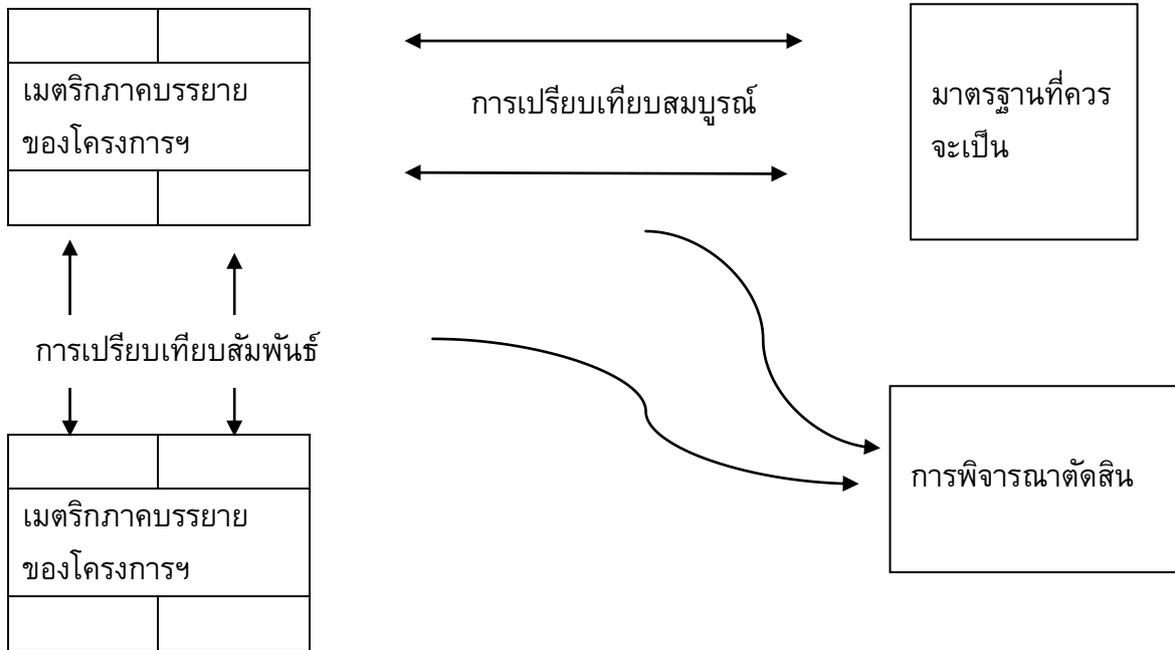 เมตริกภาคบรรยาย
ของโครงการฯ
การเปรียบเทียบสมบูรณ์
มาตรฐานที่ควร
จะเป็น
การเปรียบเทียบสัมพันธ์
การพิจารณาตัดสิน
เมตริกภาคบรรยาย
ของโครงการฯ